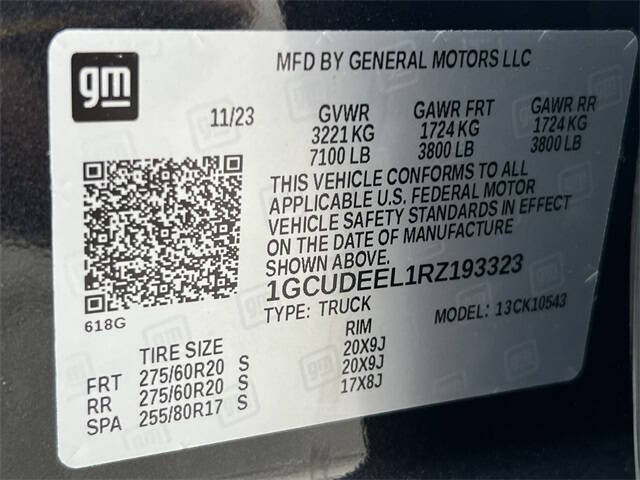 gm
MFD BY GENERAL MOTORS LLC
11/23 GVWR GAWR FRT GAWR RR
3221 KG 1724 KG 1724 KG
7100 LB 3800 LB 3800 LB
THIS VEHICLE CONFORMS TO ALL
APPLICABLE U.S. FEDERAL MOTOR
VEHICLE SAFETY STANDARDS IN EFFECT
ON THE DATE OF MANUFACTURE
SHOWN ABOVE.
1GCUDEEL1RZ193323
618G
TYPE: TRUCK MODEL: 13CK10543
TIRE SIZE RIM
FRT 275/60R20 S 20X9J
RR 275/60R20 S 20X9J
SPA 255/80R17 S 17X8J